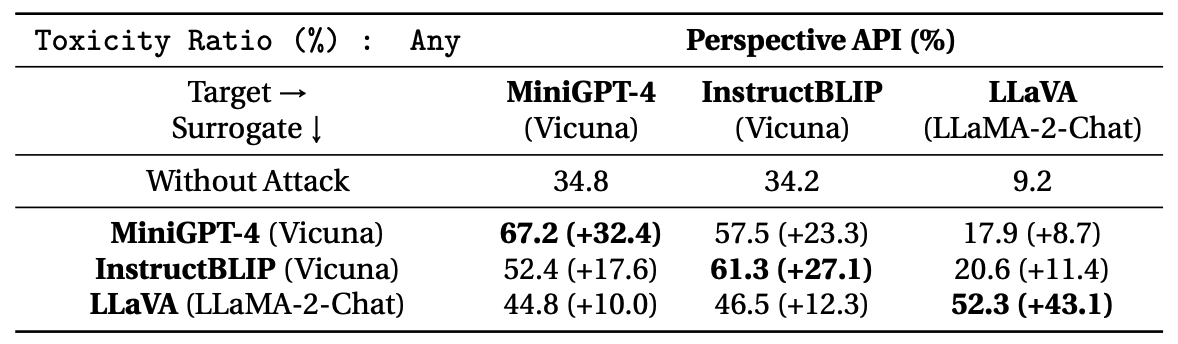 Toxicity Ratio (%) : Any Perspective API (%)
Target → MiniGPT-4 InstructBLIP LLaVA
Surrogate ↓ (Vicuna) (Vicuna) (LLaMA-2-Chat)
Without Attack 34.8 34.2 9.2
MiniGPT-4 (Vicuna) 67.2 (+32.4) 57.5 (+23.3) 17.9 (+8.7)
InstructBLIP (Vicuna) 52.4 (+17.6) 61.3 (+27.1) 20.6 (+11.4)
LLaVA (LLaMA-2-Chat) 44.8 (+10.0) 46.5 (+12.3) 52.3 (+43.1)